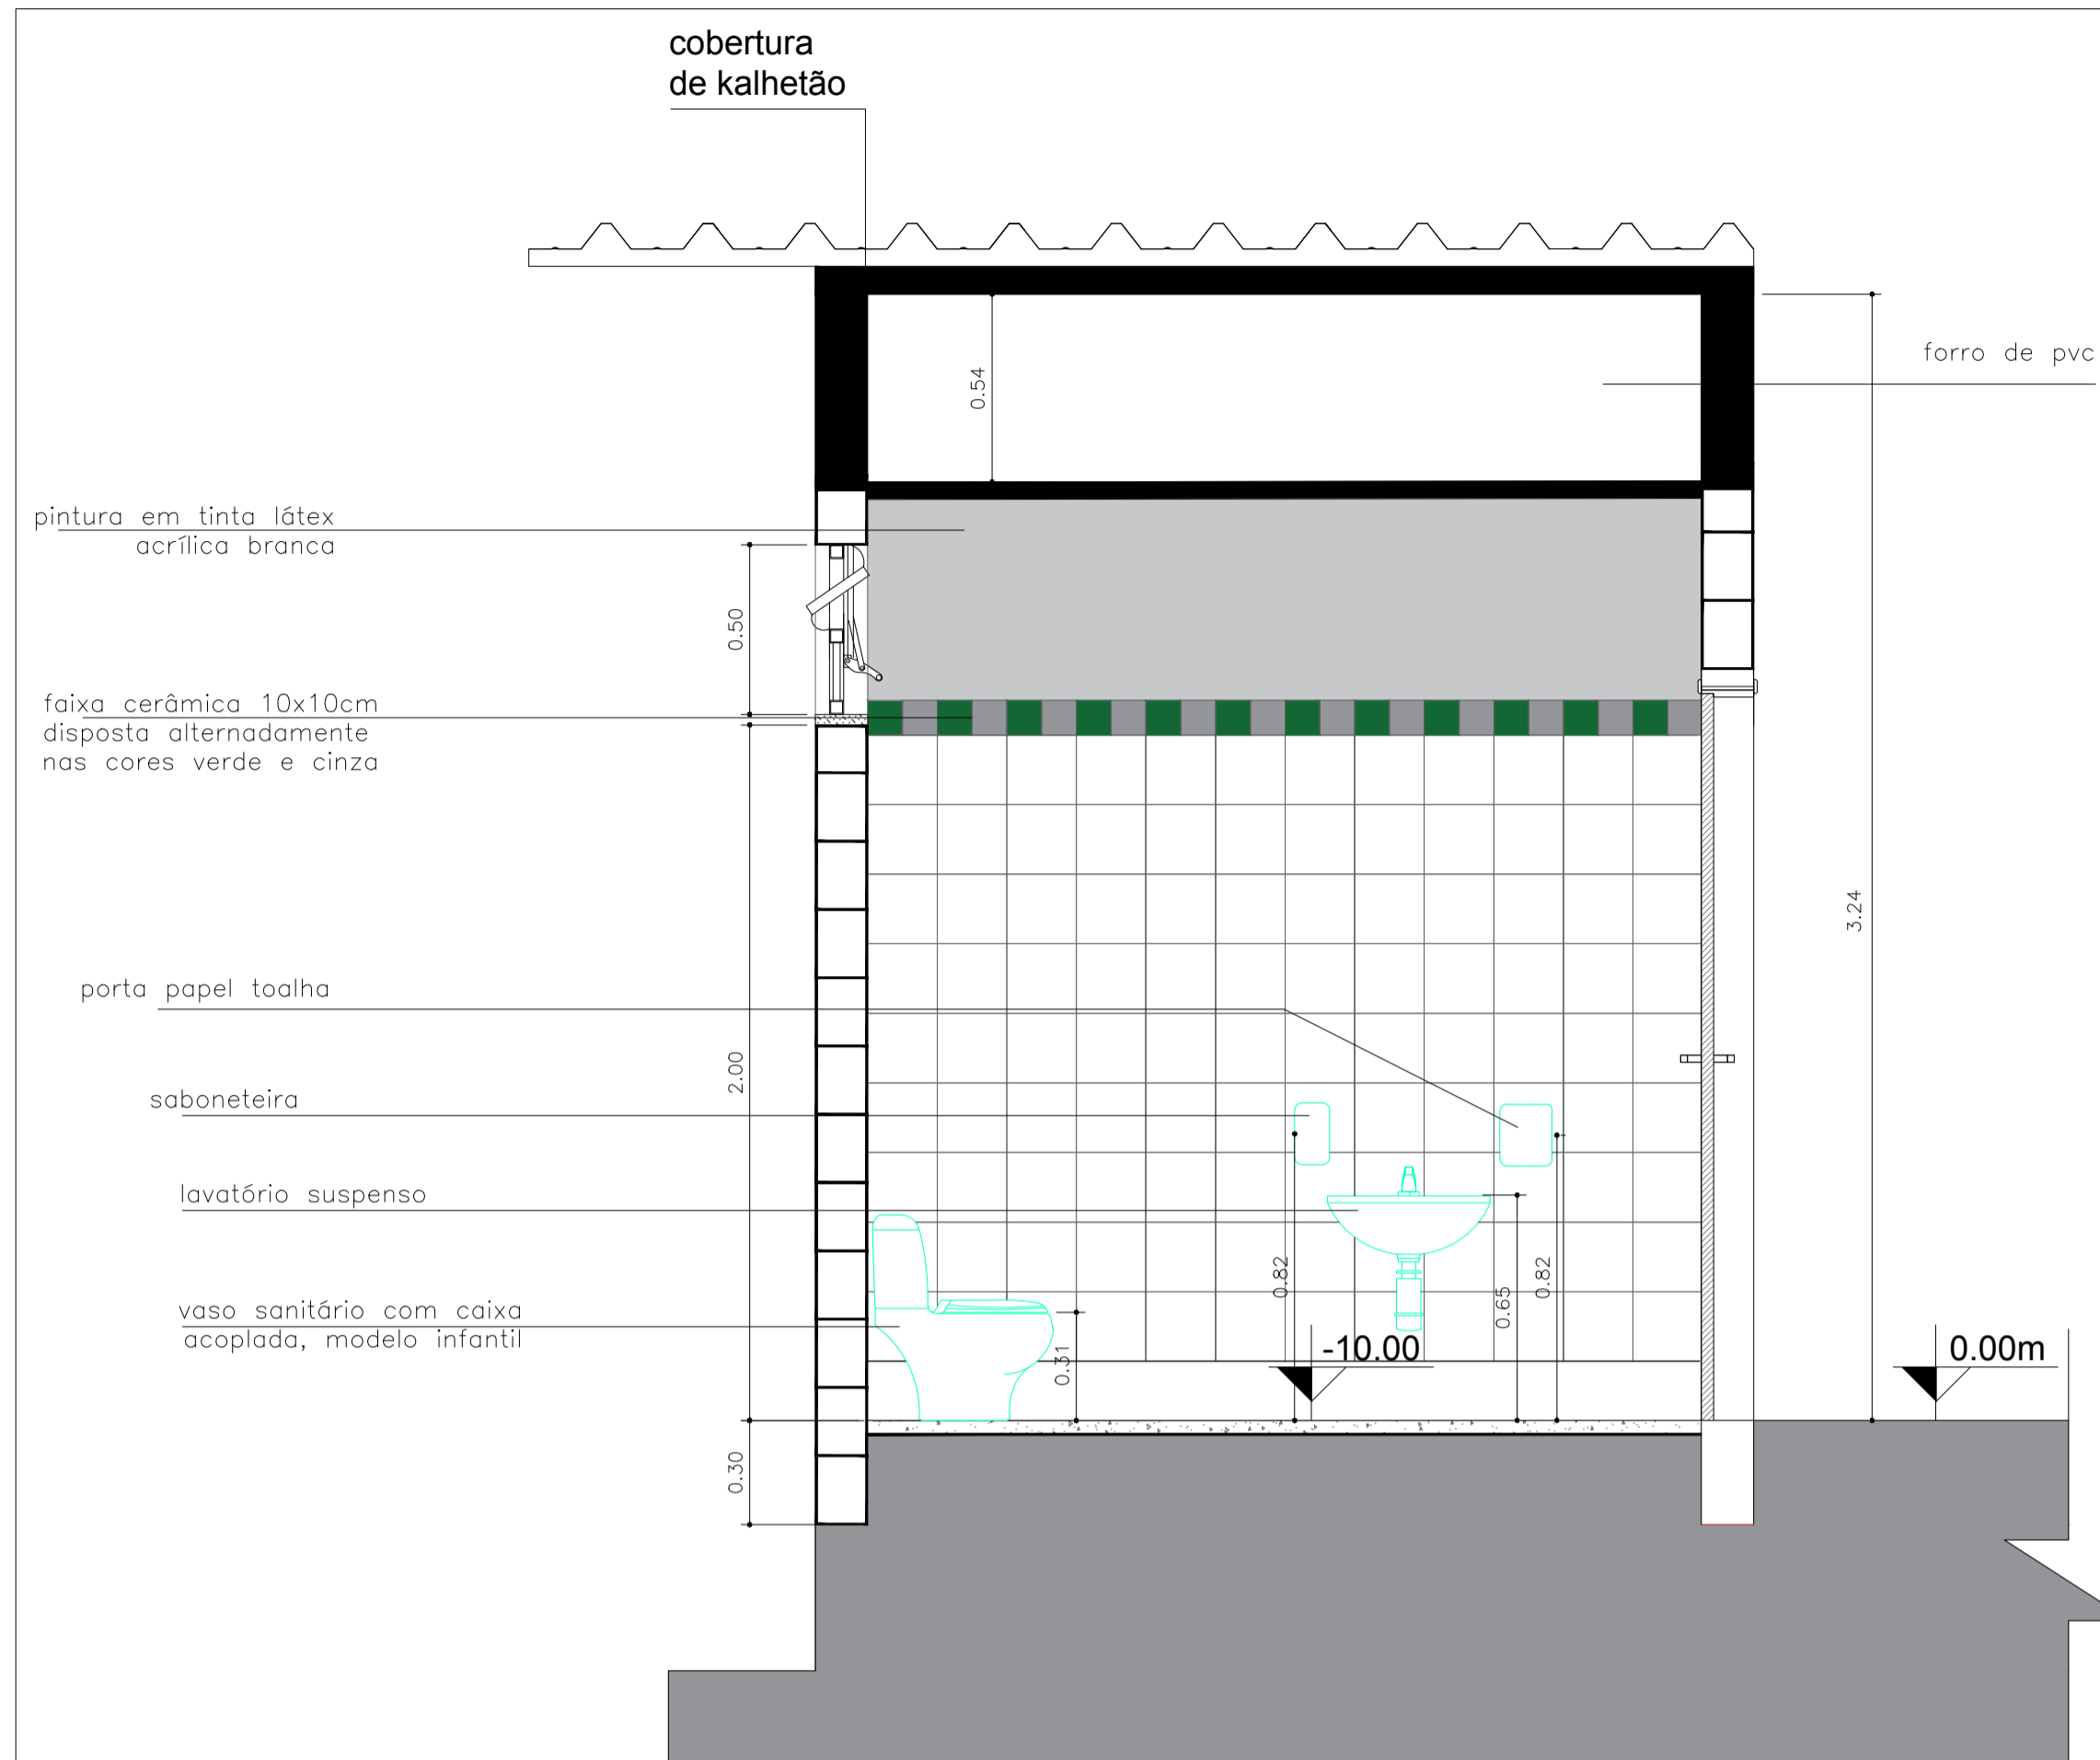 cobertura
de kalhetão
forro de pvc
0.54
pintura em tinta látex
acrílica branca
0.50
faixa cerâmica 10x10cm
disposta alternadamente
nas cores verde e cinza
3.24
porta papel toalha
2.00
saboneteira
lavatório suspenso
0.82
0.65
0.82
vaso sanitário com caixa
acoplada, modelo infantil
0.31
-10.00
0.00m
0.30